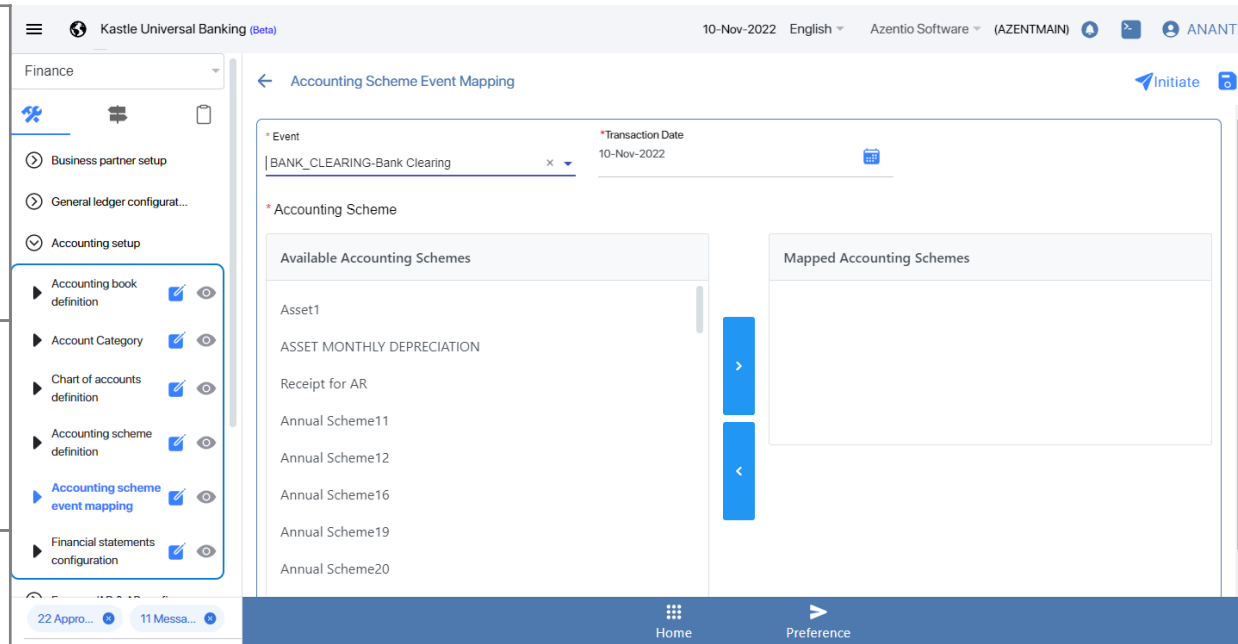 Kastle Universal Banking (Beta)
10-Nov-2022 English Azentio Software (AZENTMAIN) ANANT
Finance
Accounting Scheme Event Mapping
Initiate
Business partner setup
General ledger configurat...
Accounting setup
Accounting book
definition
Account Category
Chart of accounts
definition
Accounting scheme
definition
Accounting scheme
event mapping
Financial statements
configuration
22 Appro...
11 Messa...
* Event
BANK_CLEARING-Bank Clearing
*Transaction Date
10-Nov-2022
* Accounting Scheme
Available Accounting Schemes
Asset1
ASSET MONTHLY DEPRECIATION
Receipt for AR
Annual Scheme11
Annual Scheme12
Annual Scheme16
Annual Scheme19
Annual Scheme20
Mapped Accounting Schemes
Home
Preference